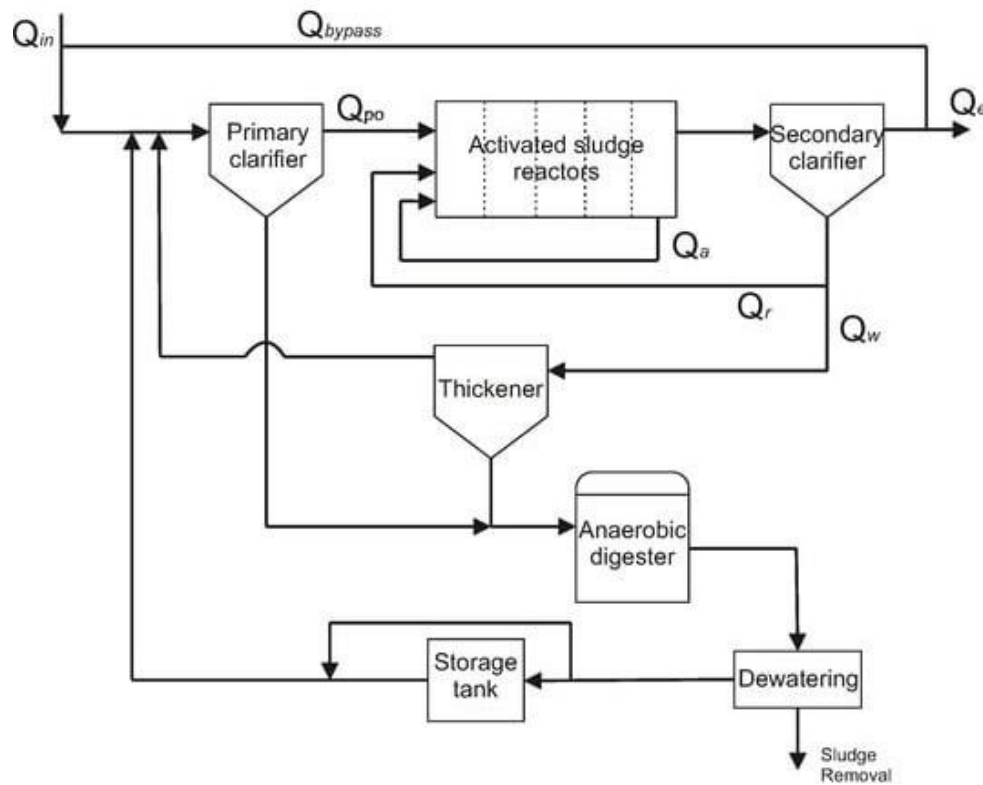 Qin
Qbypass
Qpo
Qe
Primary
clarifier
Activated sludge
reactors
Secondary
clarifier
Qa
Qr
Qw
Thickener
Anaerobic
digester
Storage
tank
Dewatering
Sludge
Removal